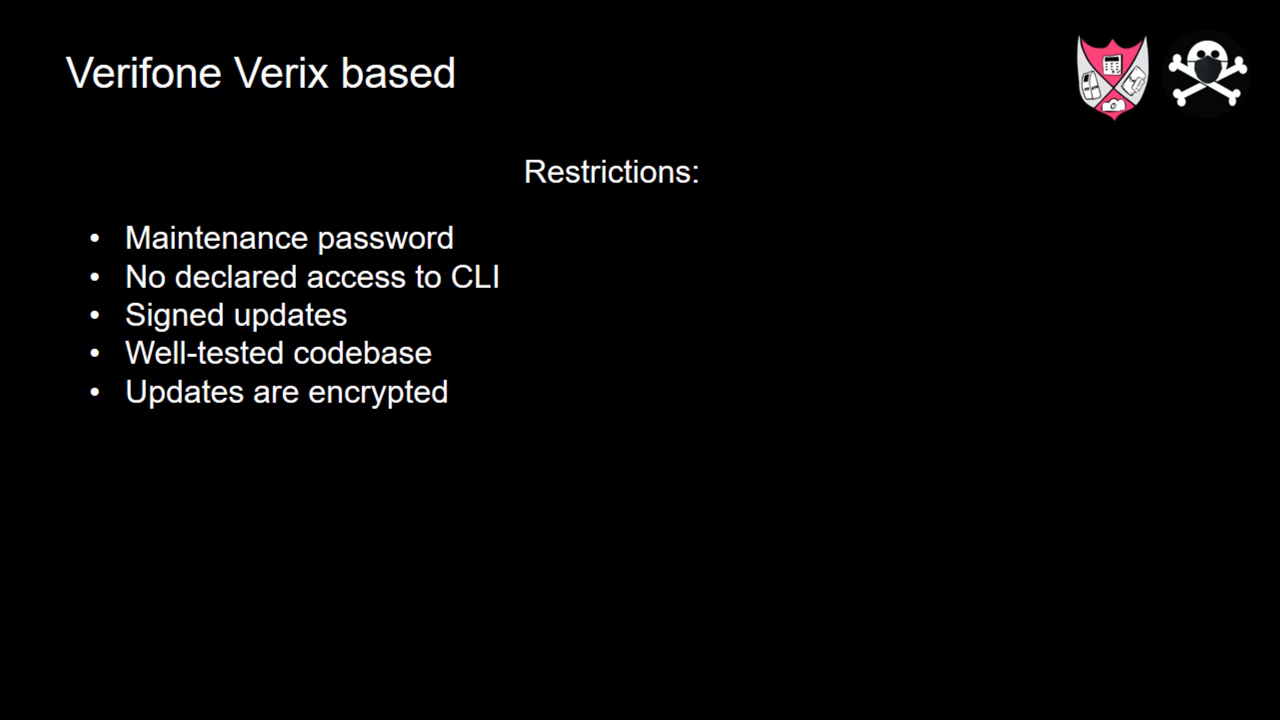 Verifone Verix based
Restrictions:
• Maintenance password
• No declared access to CLI
• Signed updates
• Well-tested codebase
• Updates are encrypted